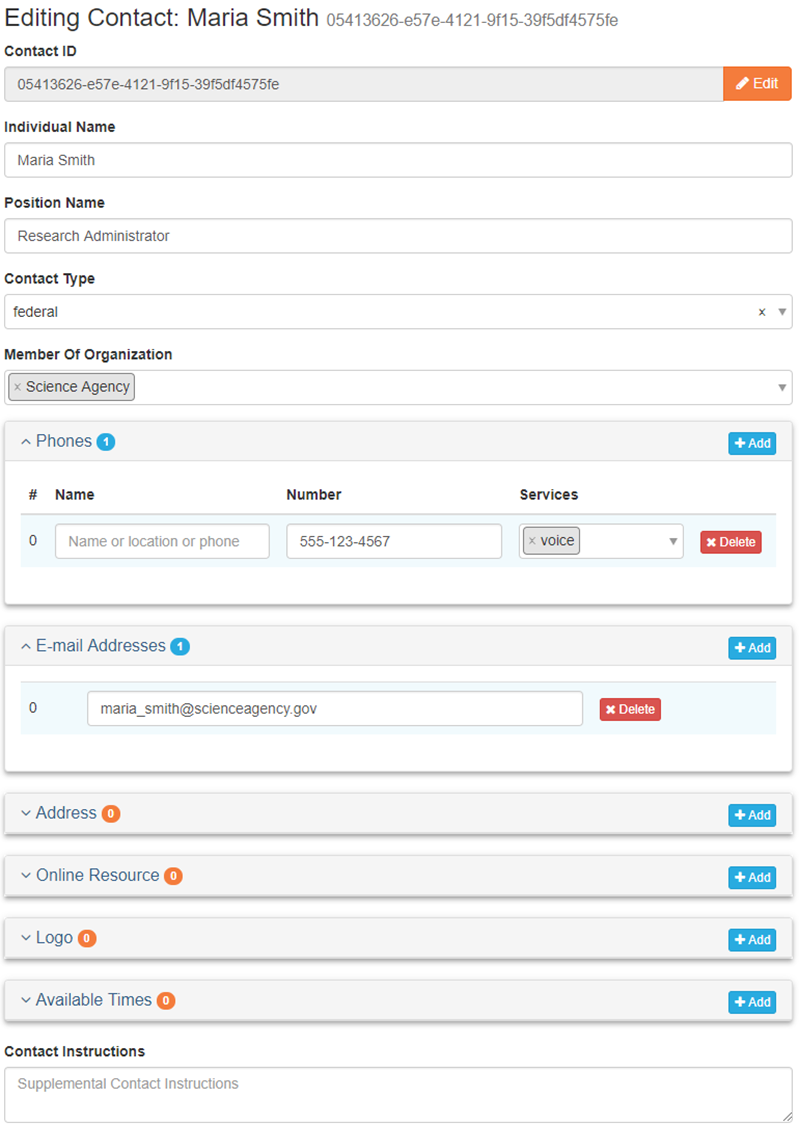 Editing Contact: Maria Smith 05413626-e57e-4121-9f15-39f5df4575fe
Contact ID
05413626-e57e-4121-9f15-39f5df4575fe Edit
Individual Name
Maria Smith
Position Name
Research Administrator
Contact Type
federal x
Member Of Organization
× Science Agency
Phones 1 Add
# Name Number Services
0 Name or location or phone 555-123-4567 × voice Delete
E-mail Addresses 1 Add
0 maria_smith@scienceagency.gov Delete
Address 0 Add
Online Resource 0 Add
Logo 0 Add
Available Times 0 Add
Contact Instructions
Supplemental Contact Instructions